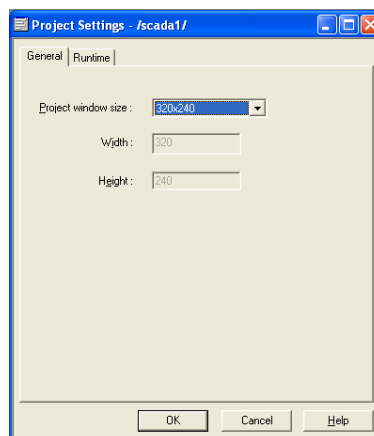 Project Settings - /scada1/
General Runtime
Project window size : 320x240
Width : 320
Height : 240
OK Cancel Help